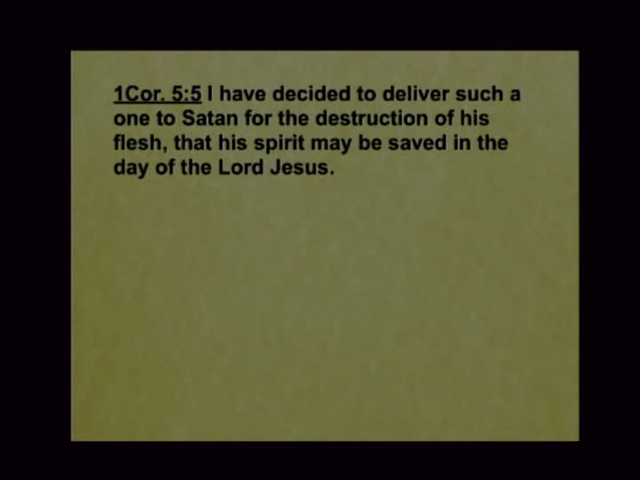 1Cor. 5:5 I have decided to deliver such a
one to Satan for the destruction of his
flesh, that his spirit may be saved in the
day of the Lord Jesus.